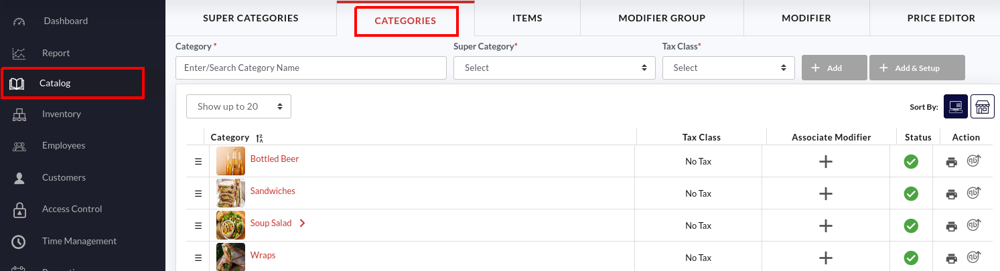 Dashboard
Report
Catalog
Inventory
Employees
Customers
Access Control
Time Management
SUPER CATEGORIES
CATEGORIES
ITEMS
MODIFIER GROUP
MODIFIER
PRICE EDITOR
Category *
Super Category*
Tax Class*
Enter/Search Category Name
Select
Select
Add
Add & Setup
Show up to 20
Sort By:
Category
Tax Class
Associate Modifier
Status
Action
Bottled Beer
No Tax
Sandwiches
No Tax
Soup Salad
No Tax
Wraps
No Tax